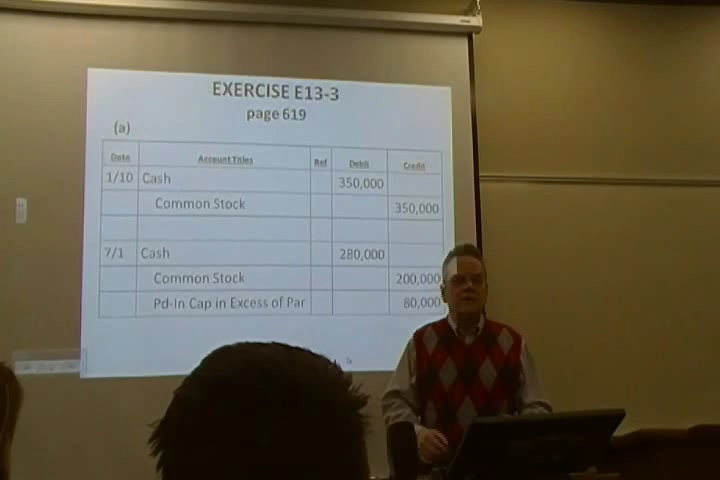 EXERCISE E13-3
page 619
(a)
Date Account Titles Ref Debit Credit
1/10 Cash 350,000
Common Stock 350,000
7/1 Cash 280,000
Common Stock 200,000
Pd-In Cap in Excess of Par 80,000